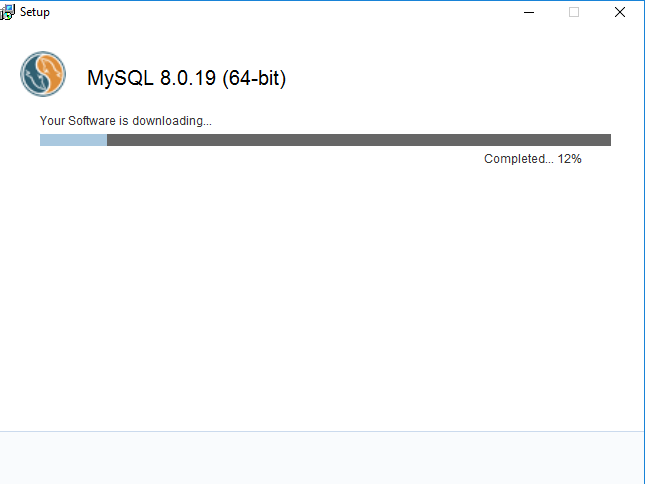 Setup
MySQL 8.0.19 (64-bit)
Your Software is downloading...
Completed... 12%